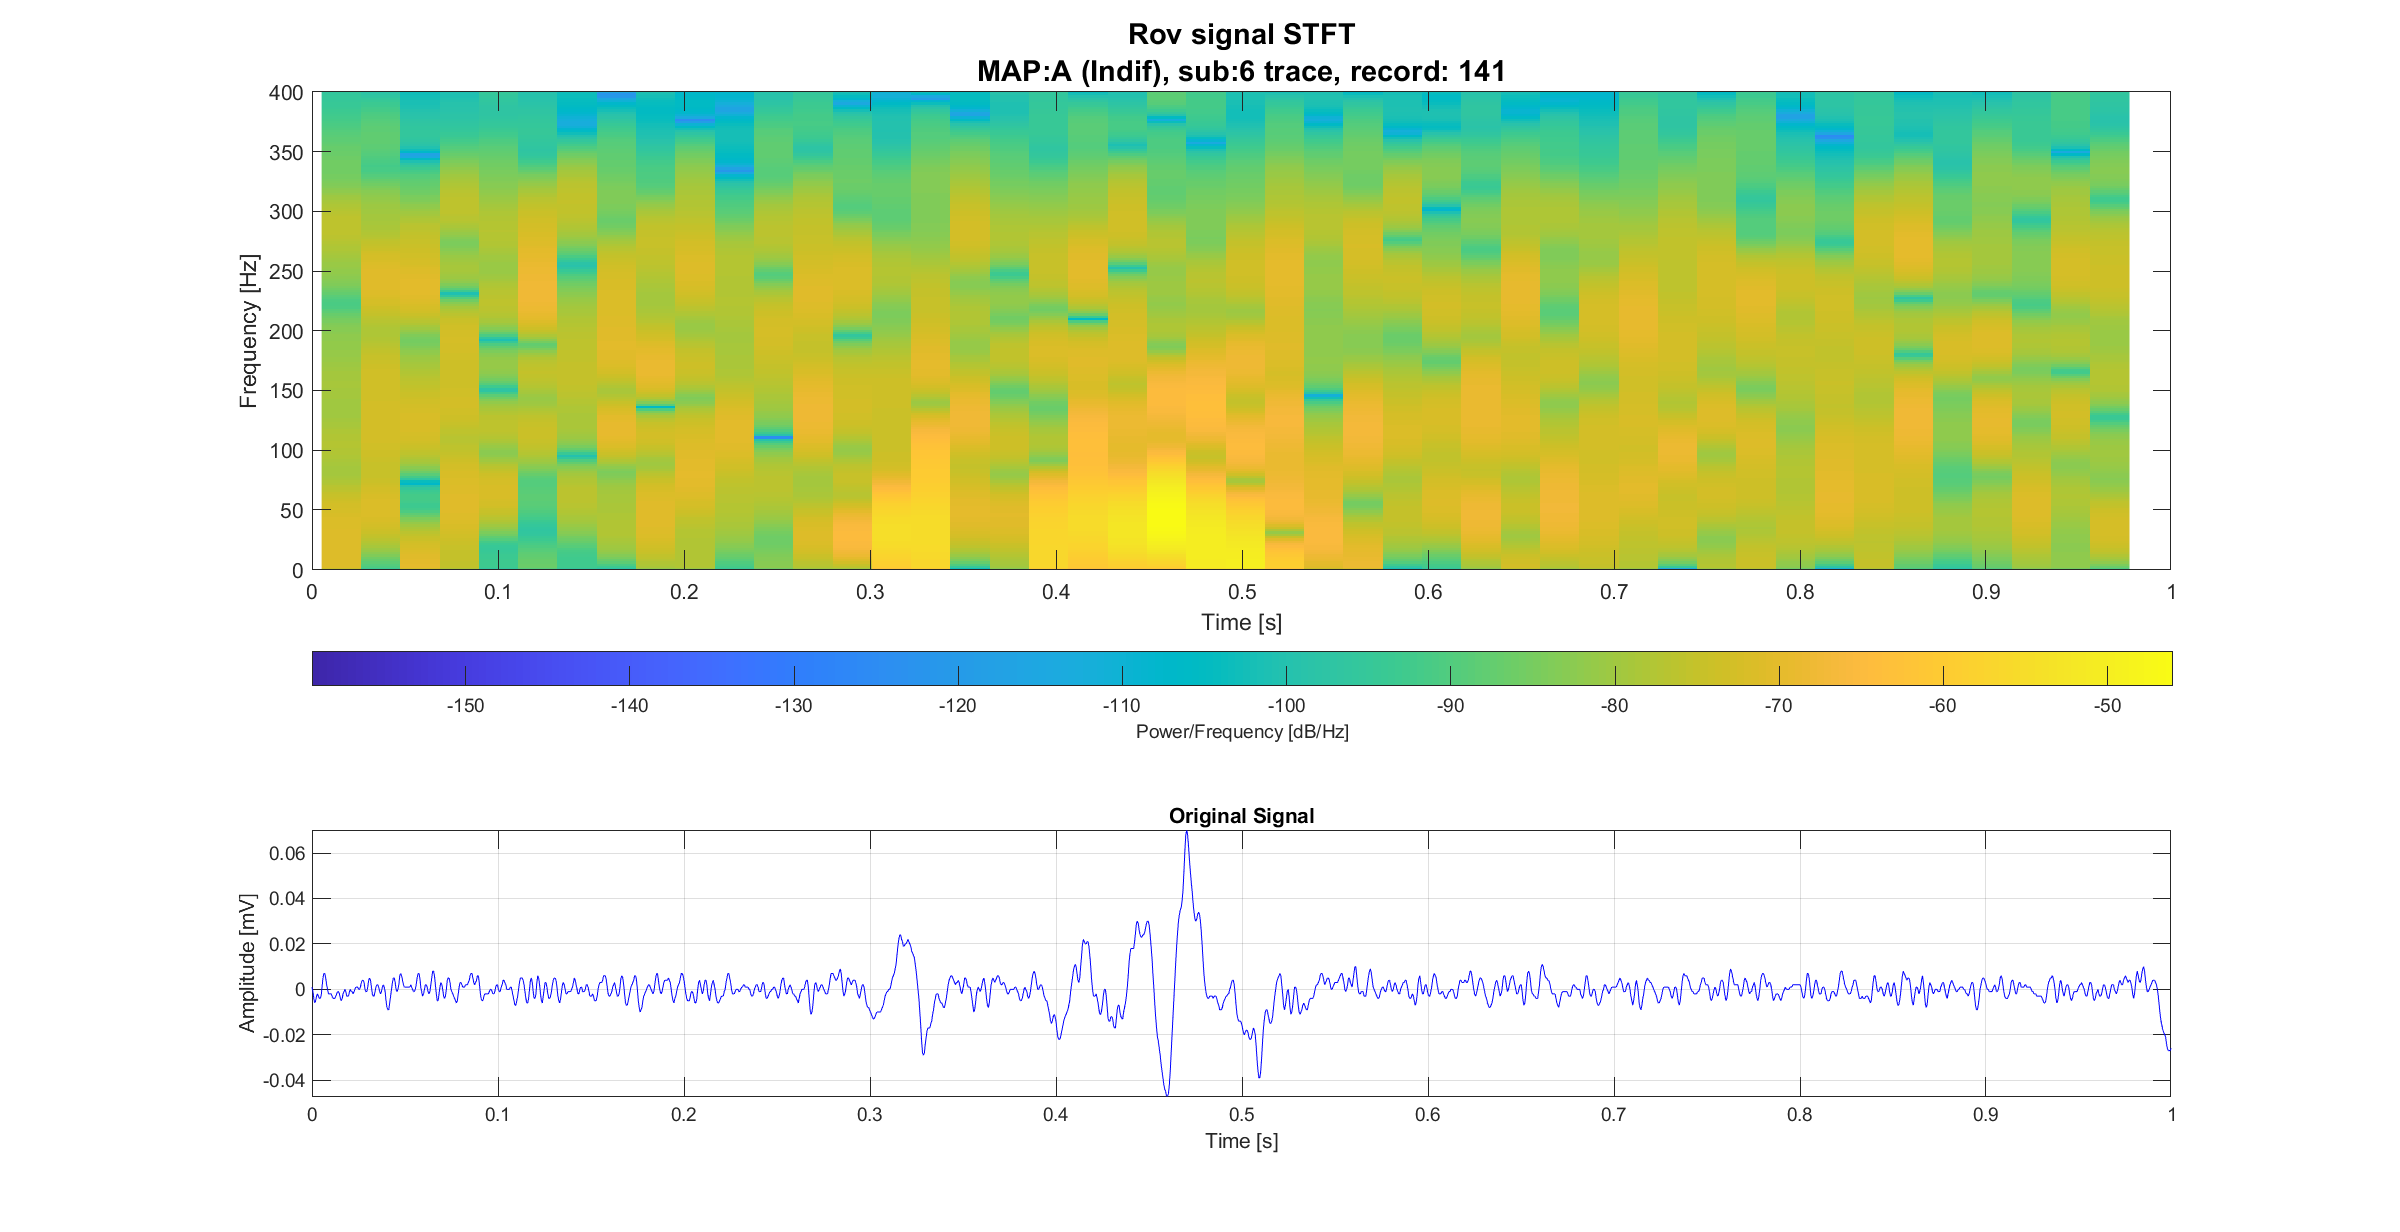 Rov signal STFT
MAP:A (Indif), sub:6 trace, record: 141
400
350
300
250
200
150
100
50
0
Frequency [Hz]
0 0.1 0.2 0.3 0.4 0.5 0.6 0.7 0.8 0.9 1
Time [s]
-150 -140 -130 -120 -110 -100 -90 -80 -70 -60 -50
Power/Frequency [dB/Hz]
Original Signal
0.06
0.04
0.02
0
-0.02
-0.04
Amplitude [mV]
0 0.1 0.2 0.3 0.4 0.5 0.6 0.7 0.8 0.9 1
Time [s]